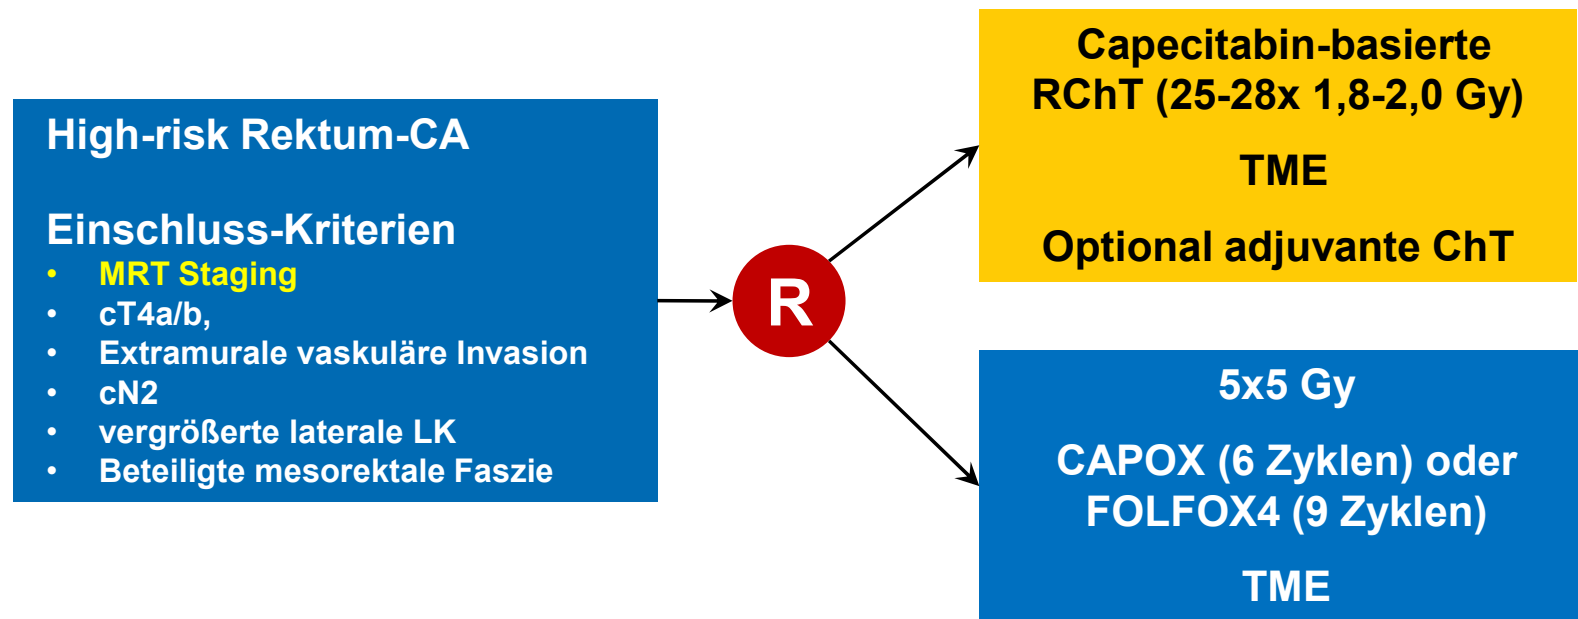 High-risk Rektum-CA
Einschluss-Kriterien
• MRT Staging
• cT4a/b,
• Extramurale vaskuläre Invasion
• cN2
• vergrößerte laterale LK
• Beteiligte mesorektale Faszie
R
Capecitabin-basierte
RChT (25-28x 1,8-2,0 Gy)
TME
Optional adjuvante ChT
5x5 Gy
CAPOX (6 Zyklen) oder
FOLFOX4 (9 Zyklen)
TME